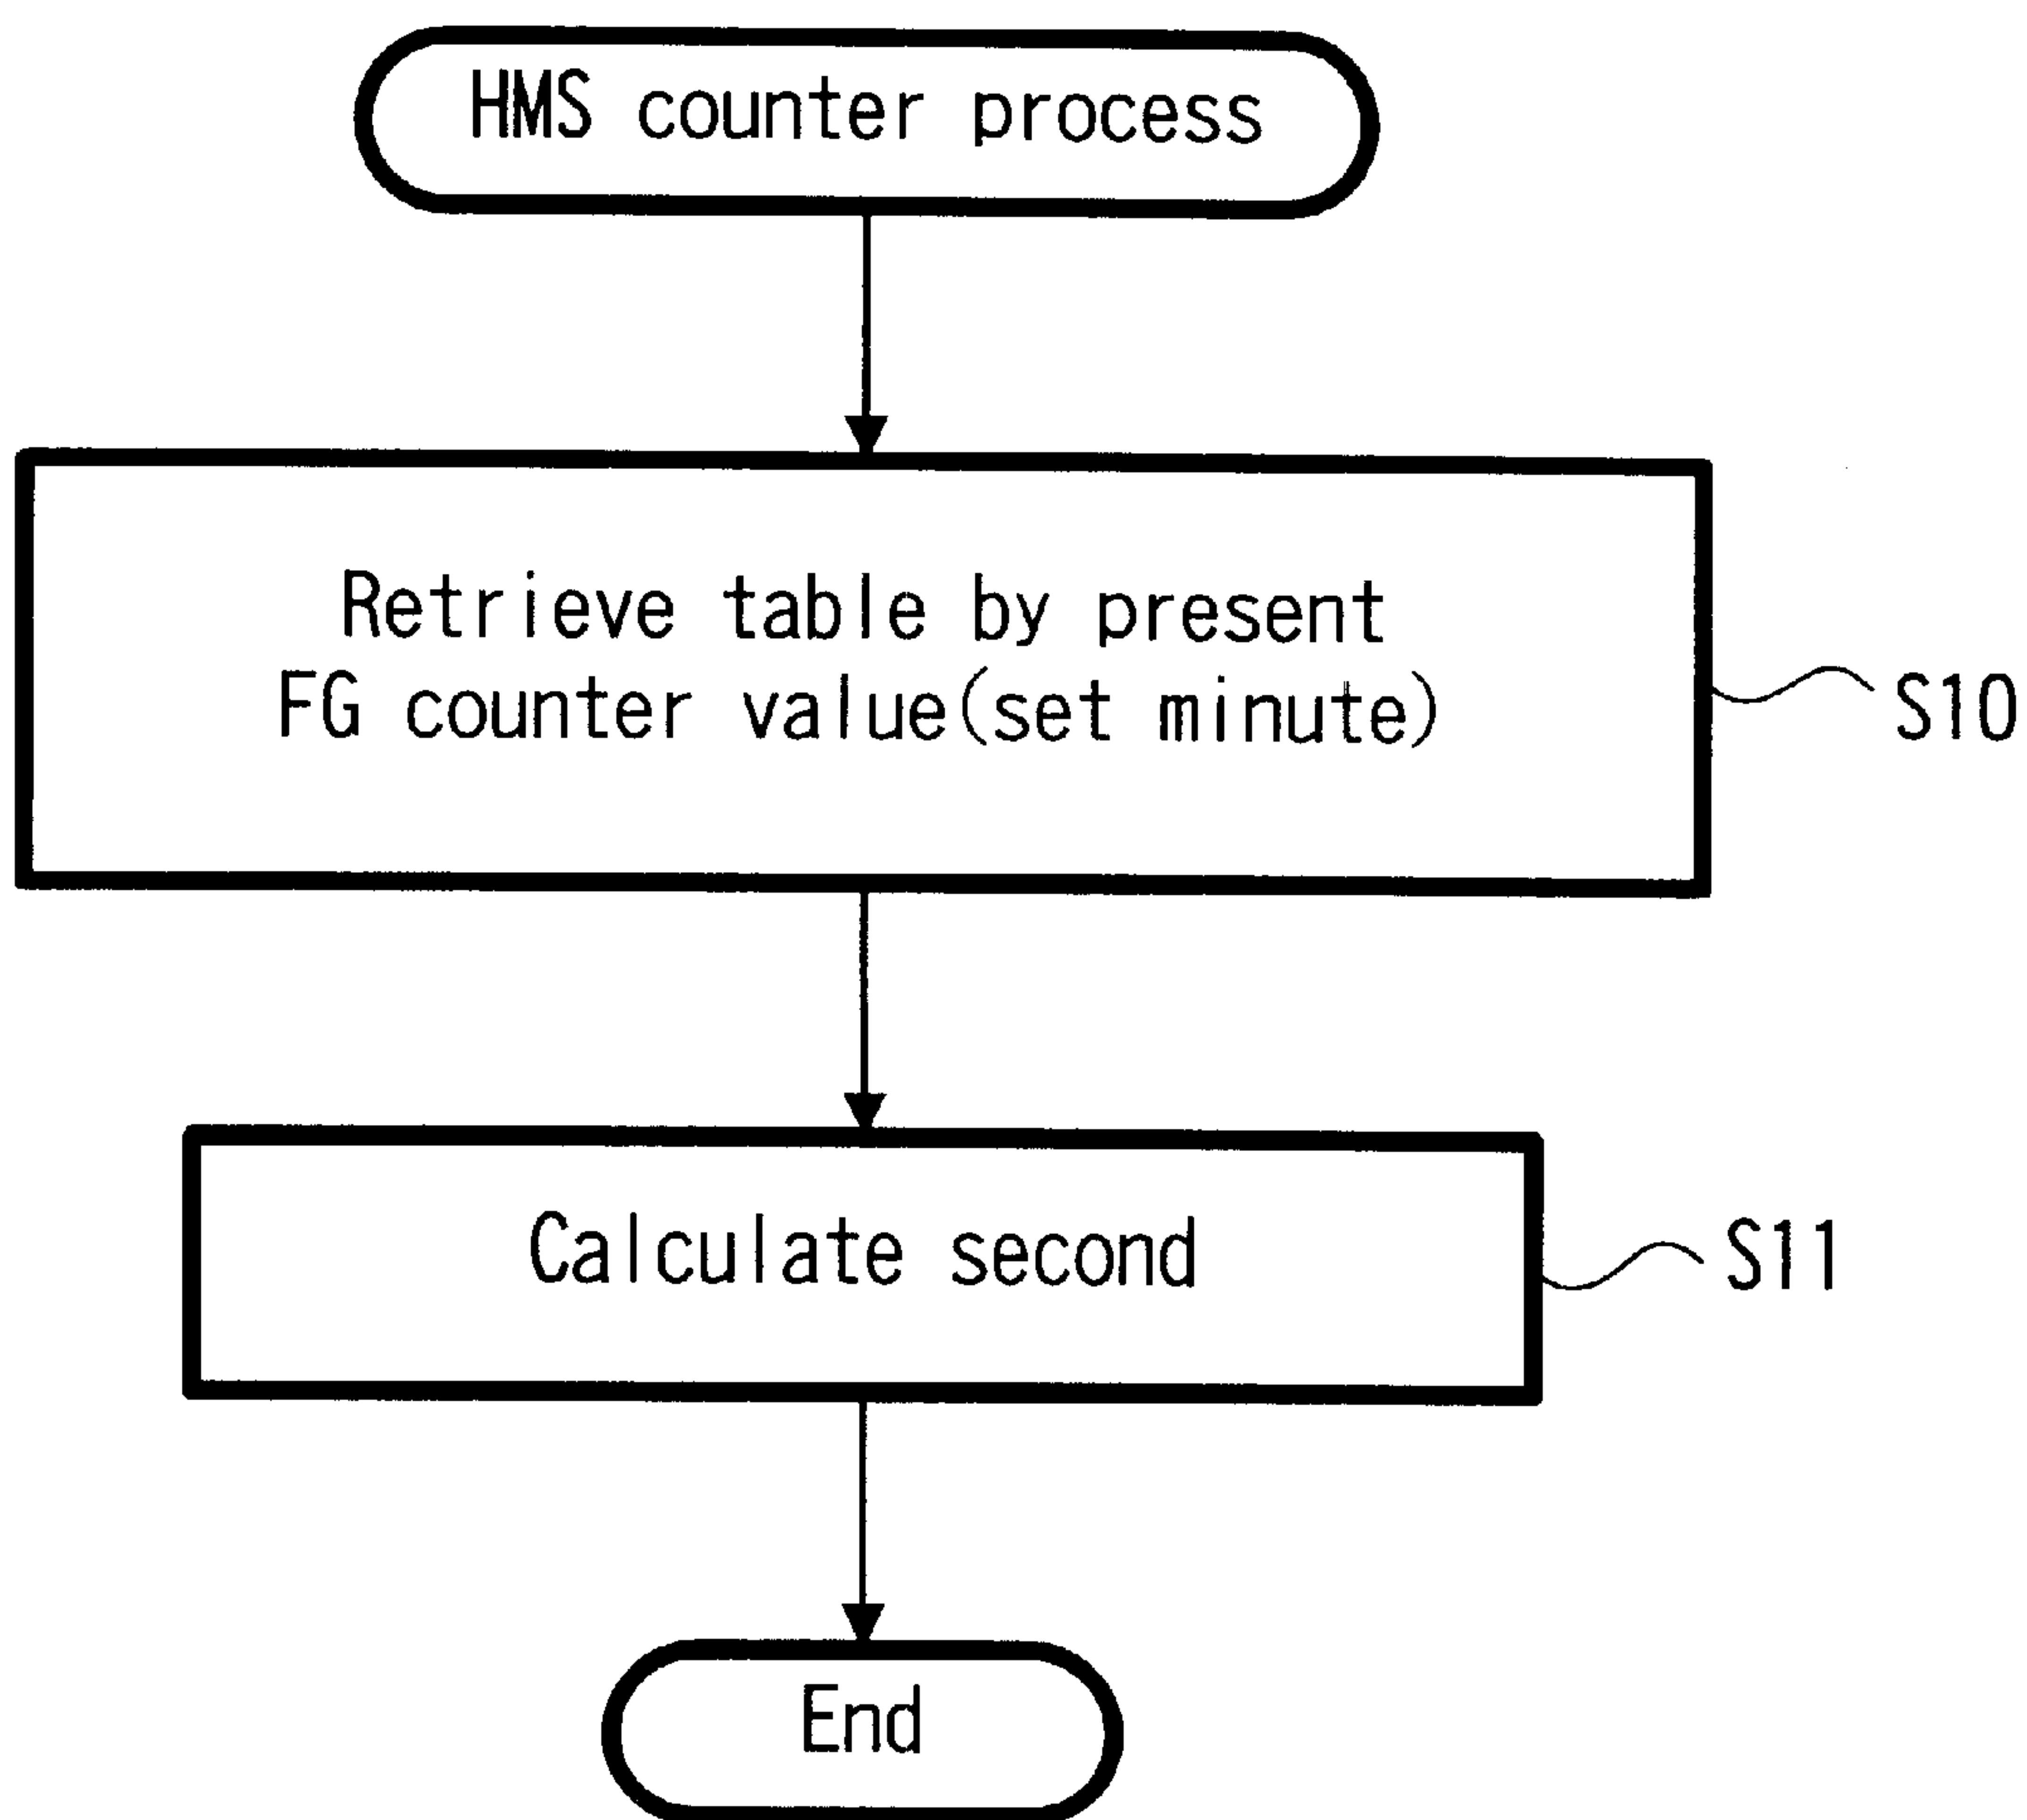 HMS counter process
Retrieve table by present
FG counter value(set minute)
S10
Calculate second
S11
End